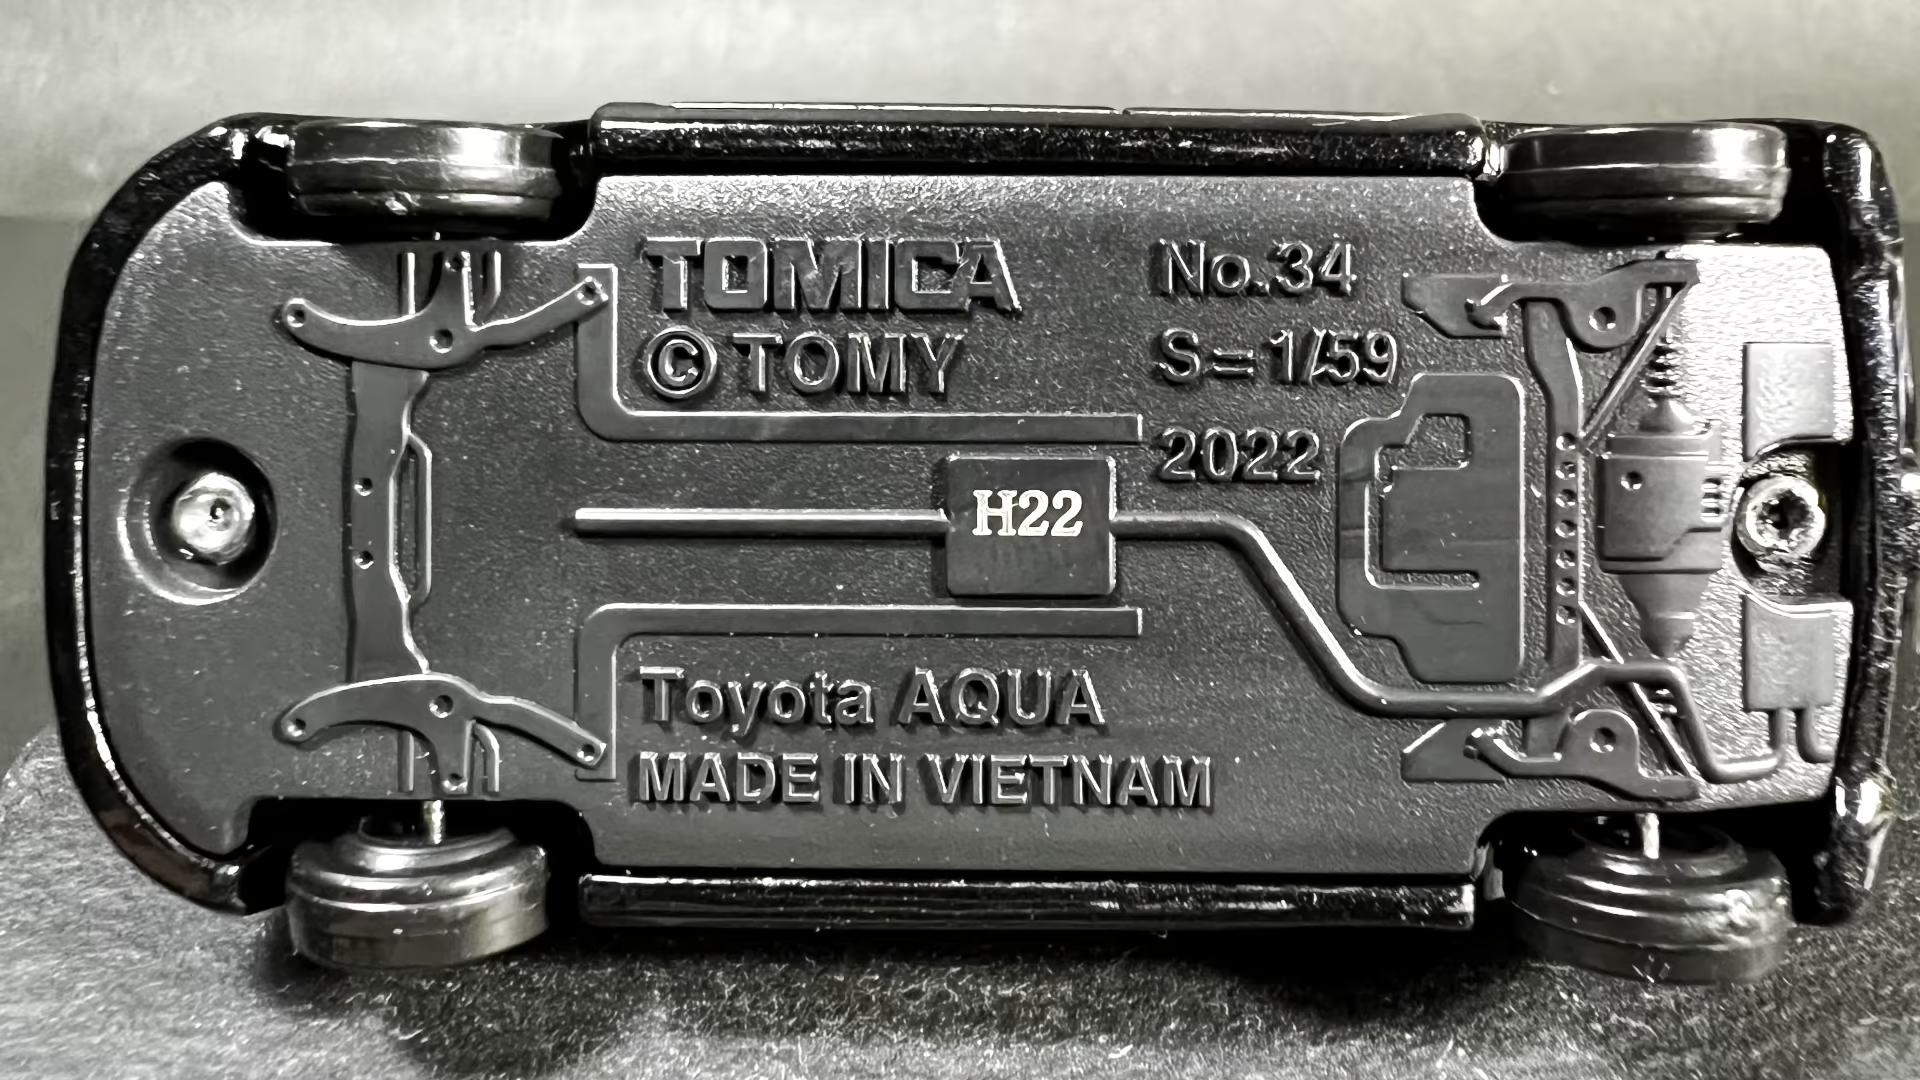 TOMICA
© TOMY
No.34
S=1/59
2022
H22
Toyota AQUA
MADE IN VIETNAM